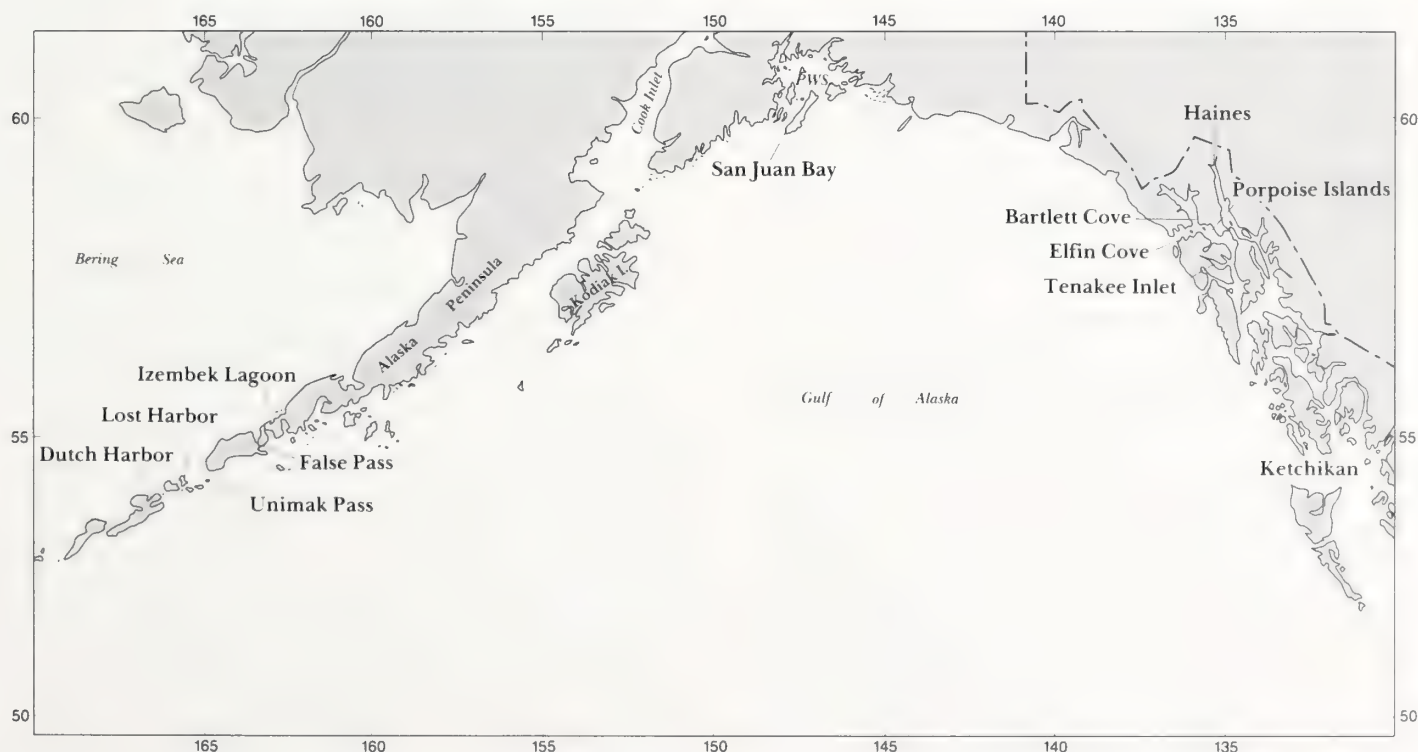 165 160 155 150 145 140 135
60 60
Cook Inlet
PWS
Haines
San Juan Bay
Porpoise Islands
Bartlett Cove
Elfin Cove
Tenakee Inlet
Bering Sea
Kodiak I.
Alaska Peninsula
Izembek Lagoon
Gulf of Alaska
Lost Harbor
55 55
Dutch Harbor
False Pass
Ketchikan
Unimak Pass
50 50
165 160 155 150 145 140 135